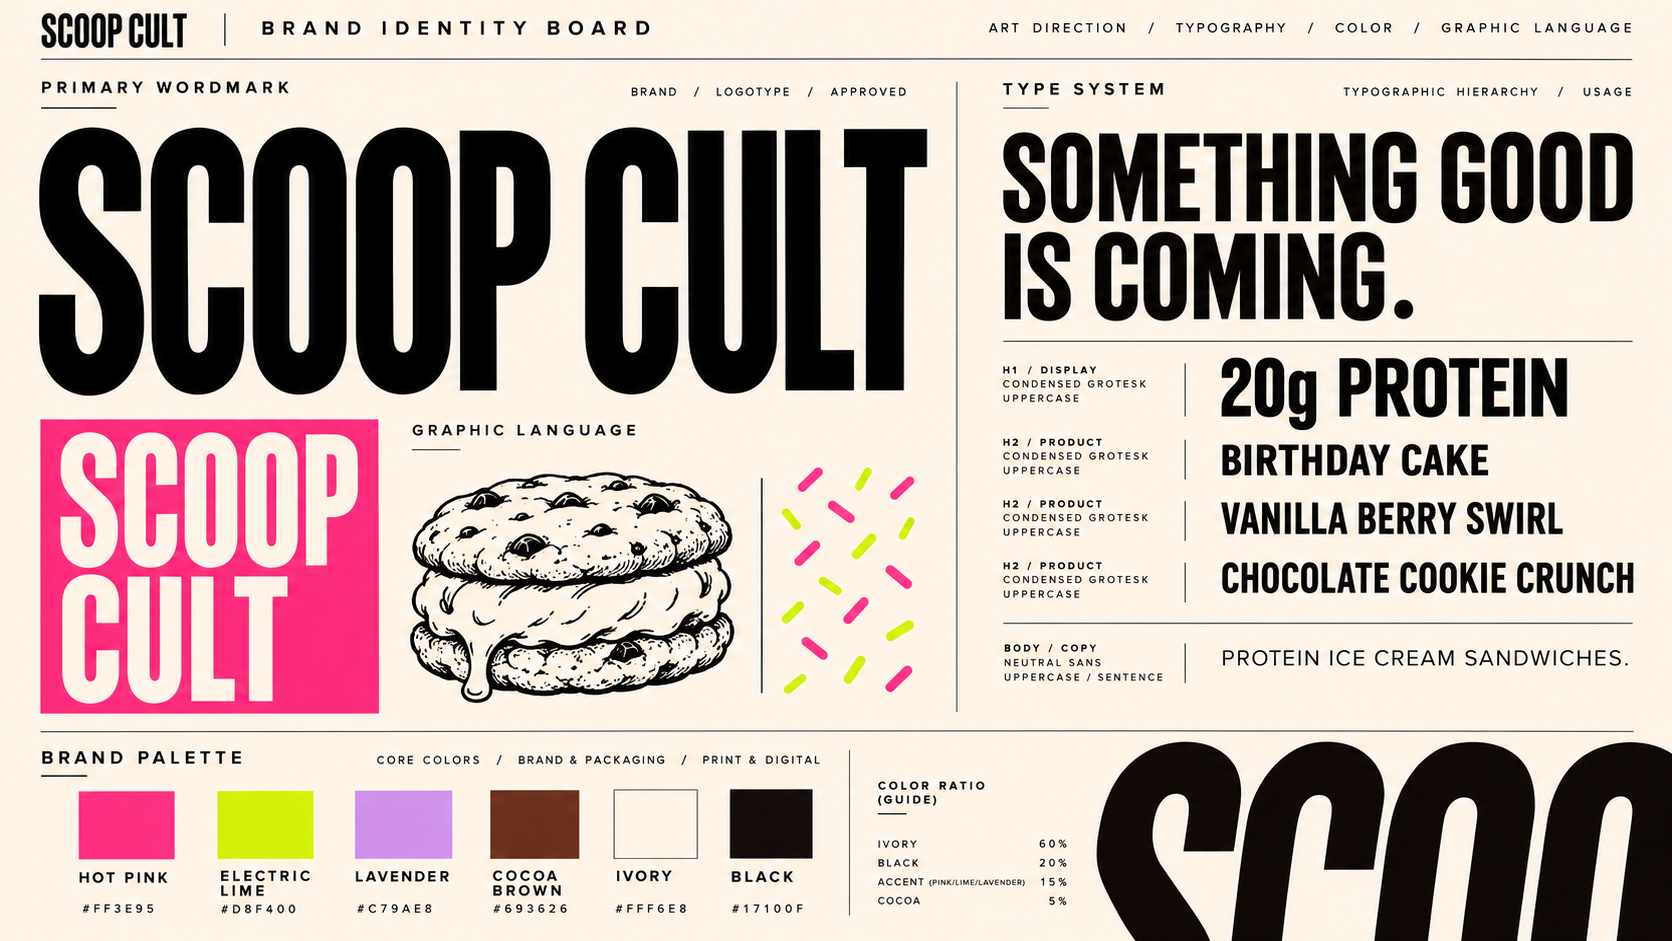 SCOOP CULT
BRAND IDENTITY BOARD
ART DIRECTION / TYPOGRAPHY / COLOR / GRAPHIC LANGUAGE
PRIMARY WORDMARK
BRAND / LOGOTYPE / APPROVED
SCOOP CULT
SCOOP
CULT
GRAPHIC LANGUAGE
TYPE SYSTEM
TYPOGRAPHIC HIERARCHY / USAGE
SOMETHING GOOD
IS COMING.
H1 / DISPLAY
CONDENSED GROTESK
UPPERCASE
20g PROTEIN
H2 / PRODUCT
CONDENSED GROTESK
UPPERCASE
BIRTHDAY CAKE
H2 / PRODUCT
CONDENSED GROTESK
UPPERCASE
VANILLA BERRY SWIRL
H2 / PRODUCT
CONDENSED GROTESK
UPPERCASE
CHOCOLATE COOKIE CRUNCH
BODY / COPY
NEUTRAL SANS
UPPERCASE / SENTENCE
PROTEIN ICE CREAM SANDWICHES.
BRAND PALETTE
CORE COLORS / BRAND & PACKAGING / PRINT & DIGITAL
HOT PINK
#FF3E95
ELECTRIC
LIME
#D8F400
LAVENDER
#C79AE8
COCOA
BROWN
#693626
IVORY
#FFF6E8
BLACK
#17100F
COLOR RATIO
(GUIDE)
IVORY 60%
BLACK 20%
ACCENT (PINK/LIME/LAVENDER) 15%
COCOA 5%
SCOO